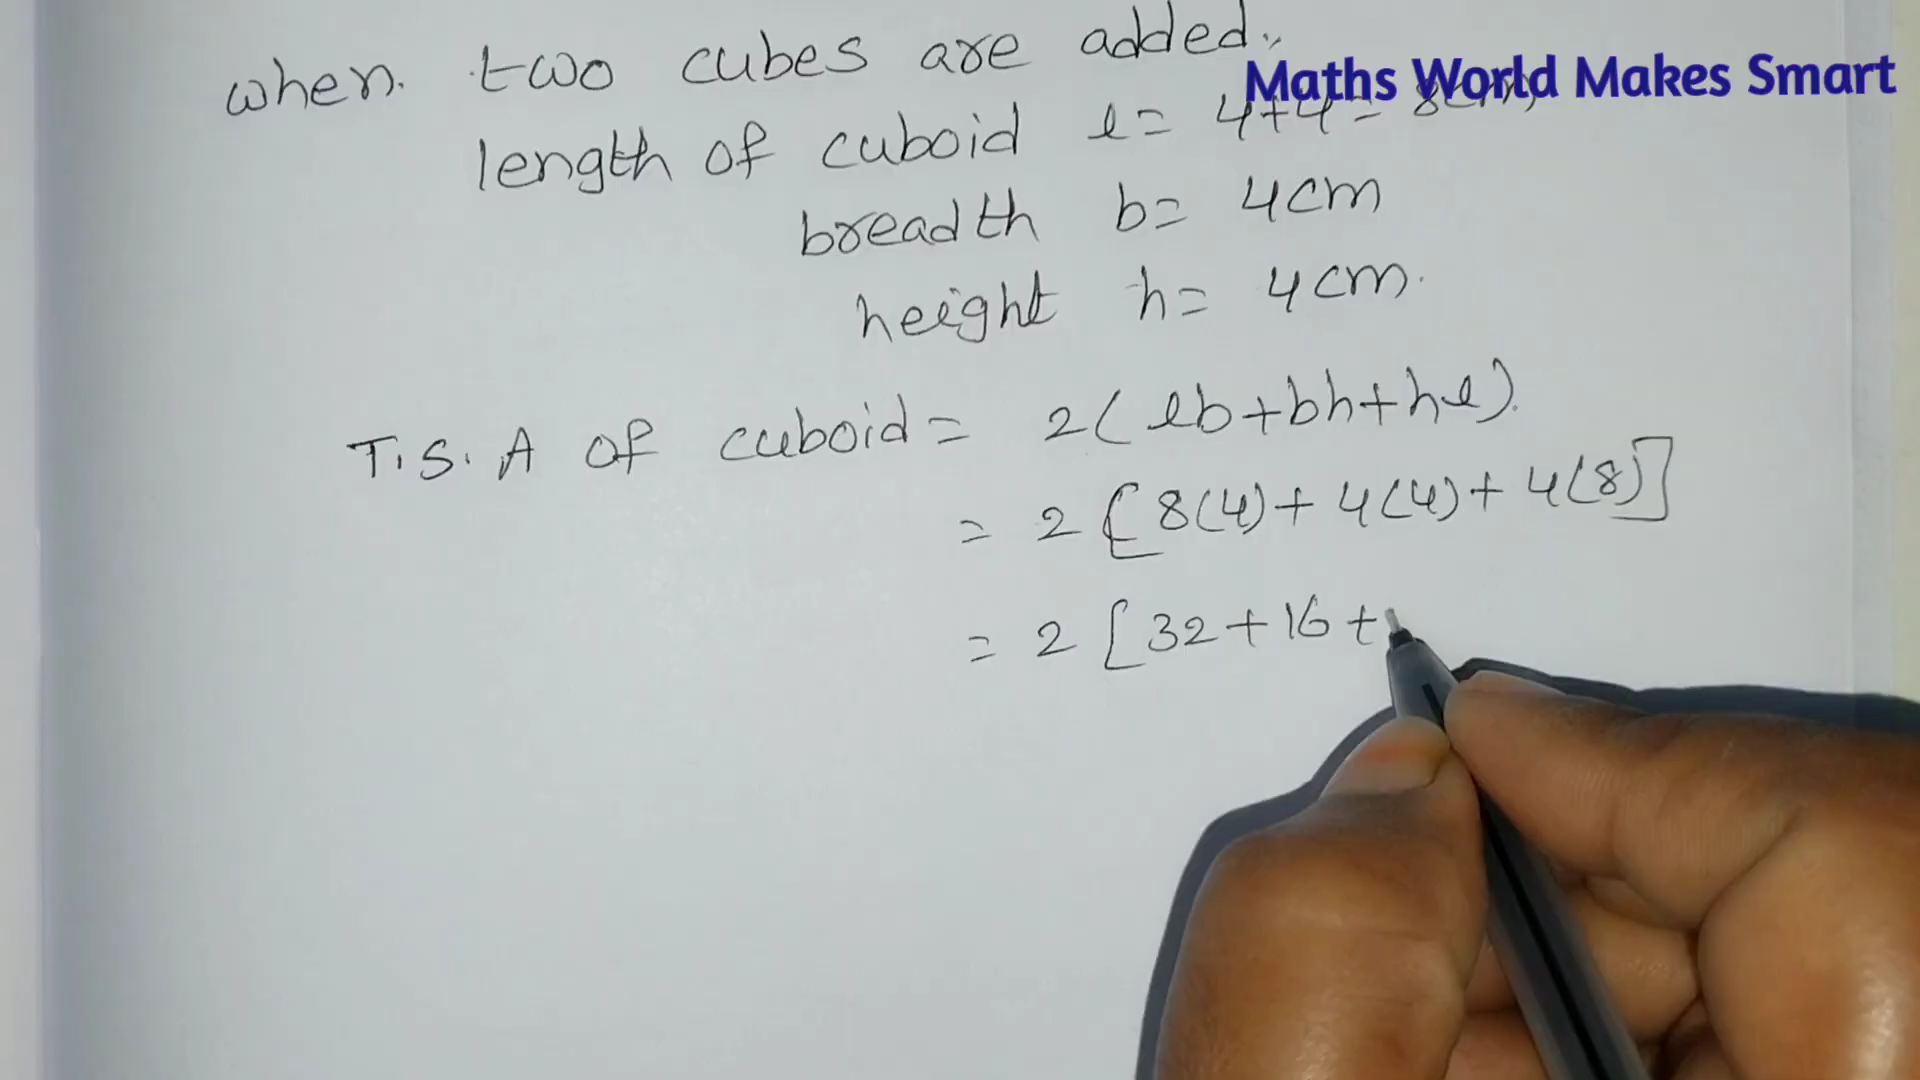 when two cubes are added.
Maths World Makes Smart
length of cuboid l = 4+4 = 8cm,
breadth b = 4cm
height h = 4cm.
T.S.A of cuboid = 2(lb+bh+hl).
= 2[8(4)+4(4)+4(8)]
= 2[32+16+